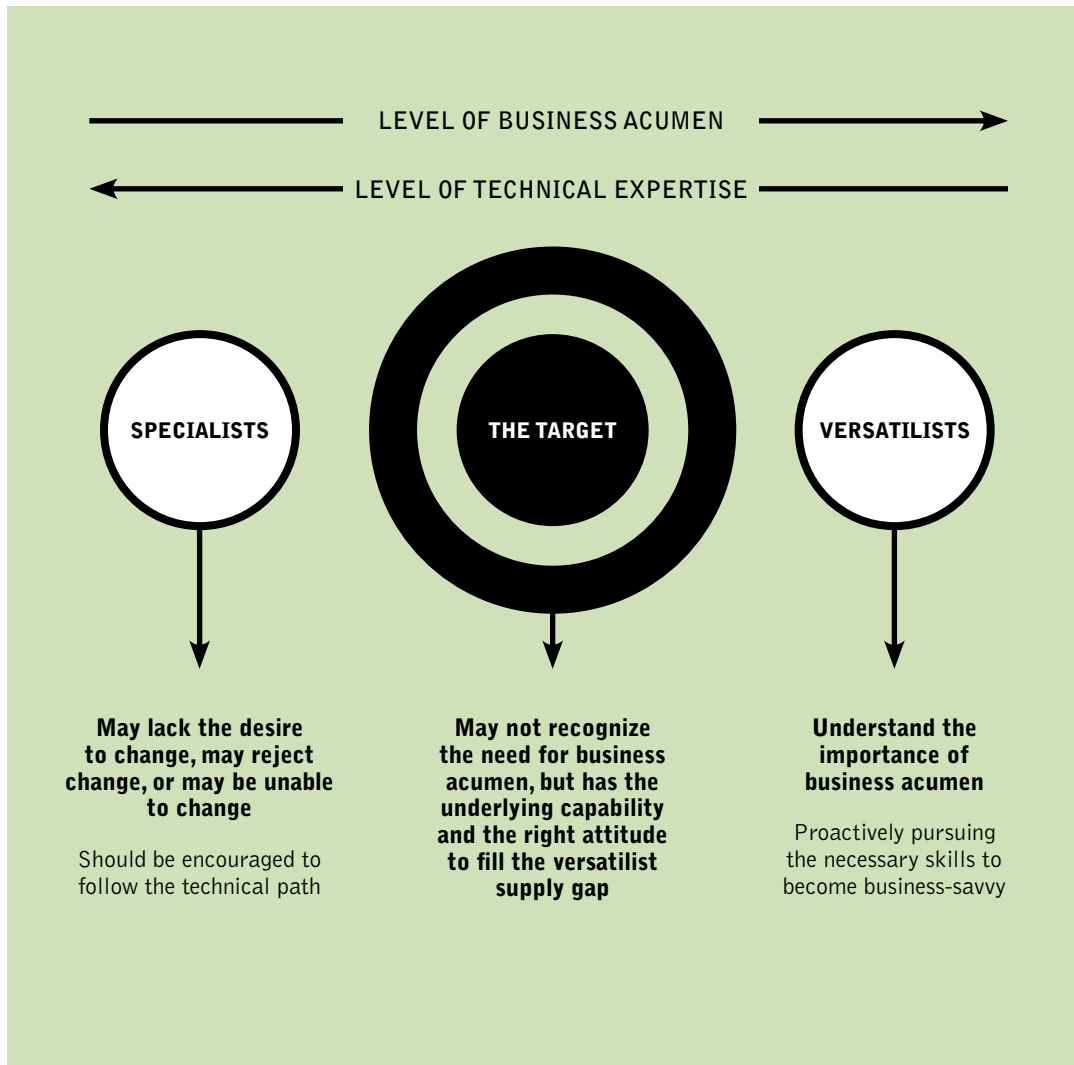 LEVEL OF BUSINESS ACUMEN
LEVEL OF TECHNICAL EXPERTISE
SPECIALISTS
THE TARGET
VERSATILISTS
May lack the desire
to change, may reject
change, or may be unable
to change
Should be encouraged to
follow the technical path
May not recognize
the need for business
acumen, but has the
underlying capability
and the right attitude
to fill the versatilist
supply gap
Understand the
importance of
business acumen
Proactively pursuing
the necessary skills to
become business-savvy